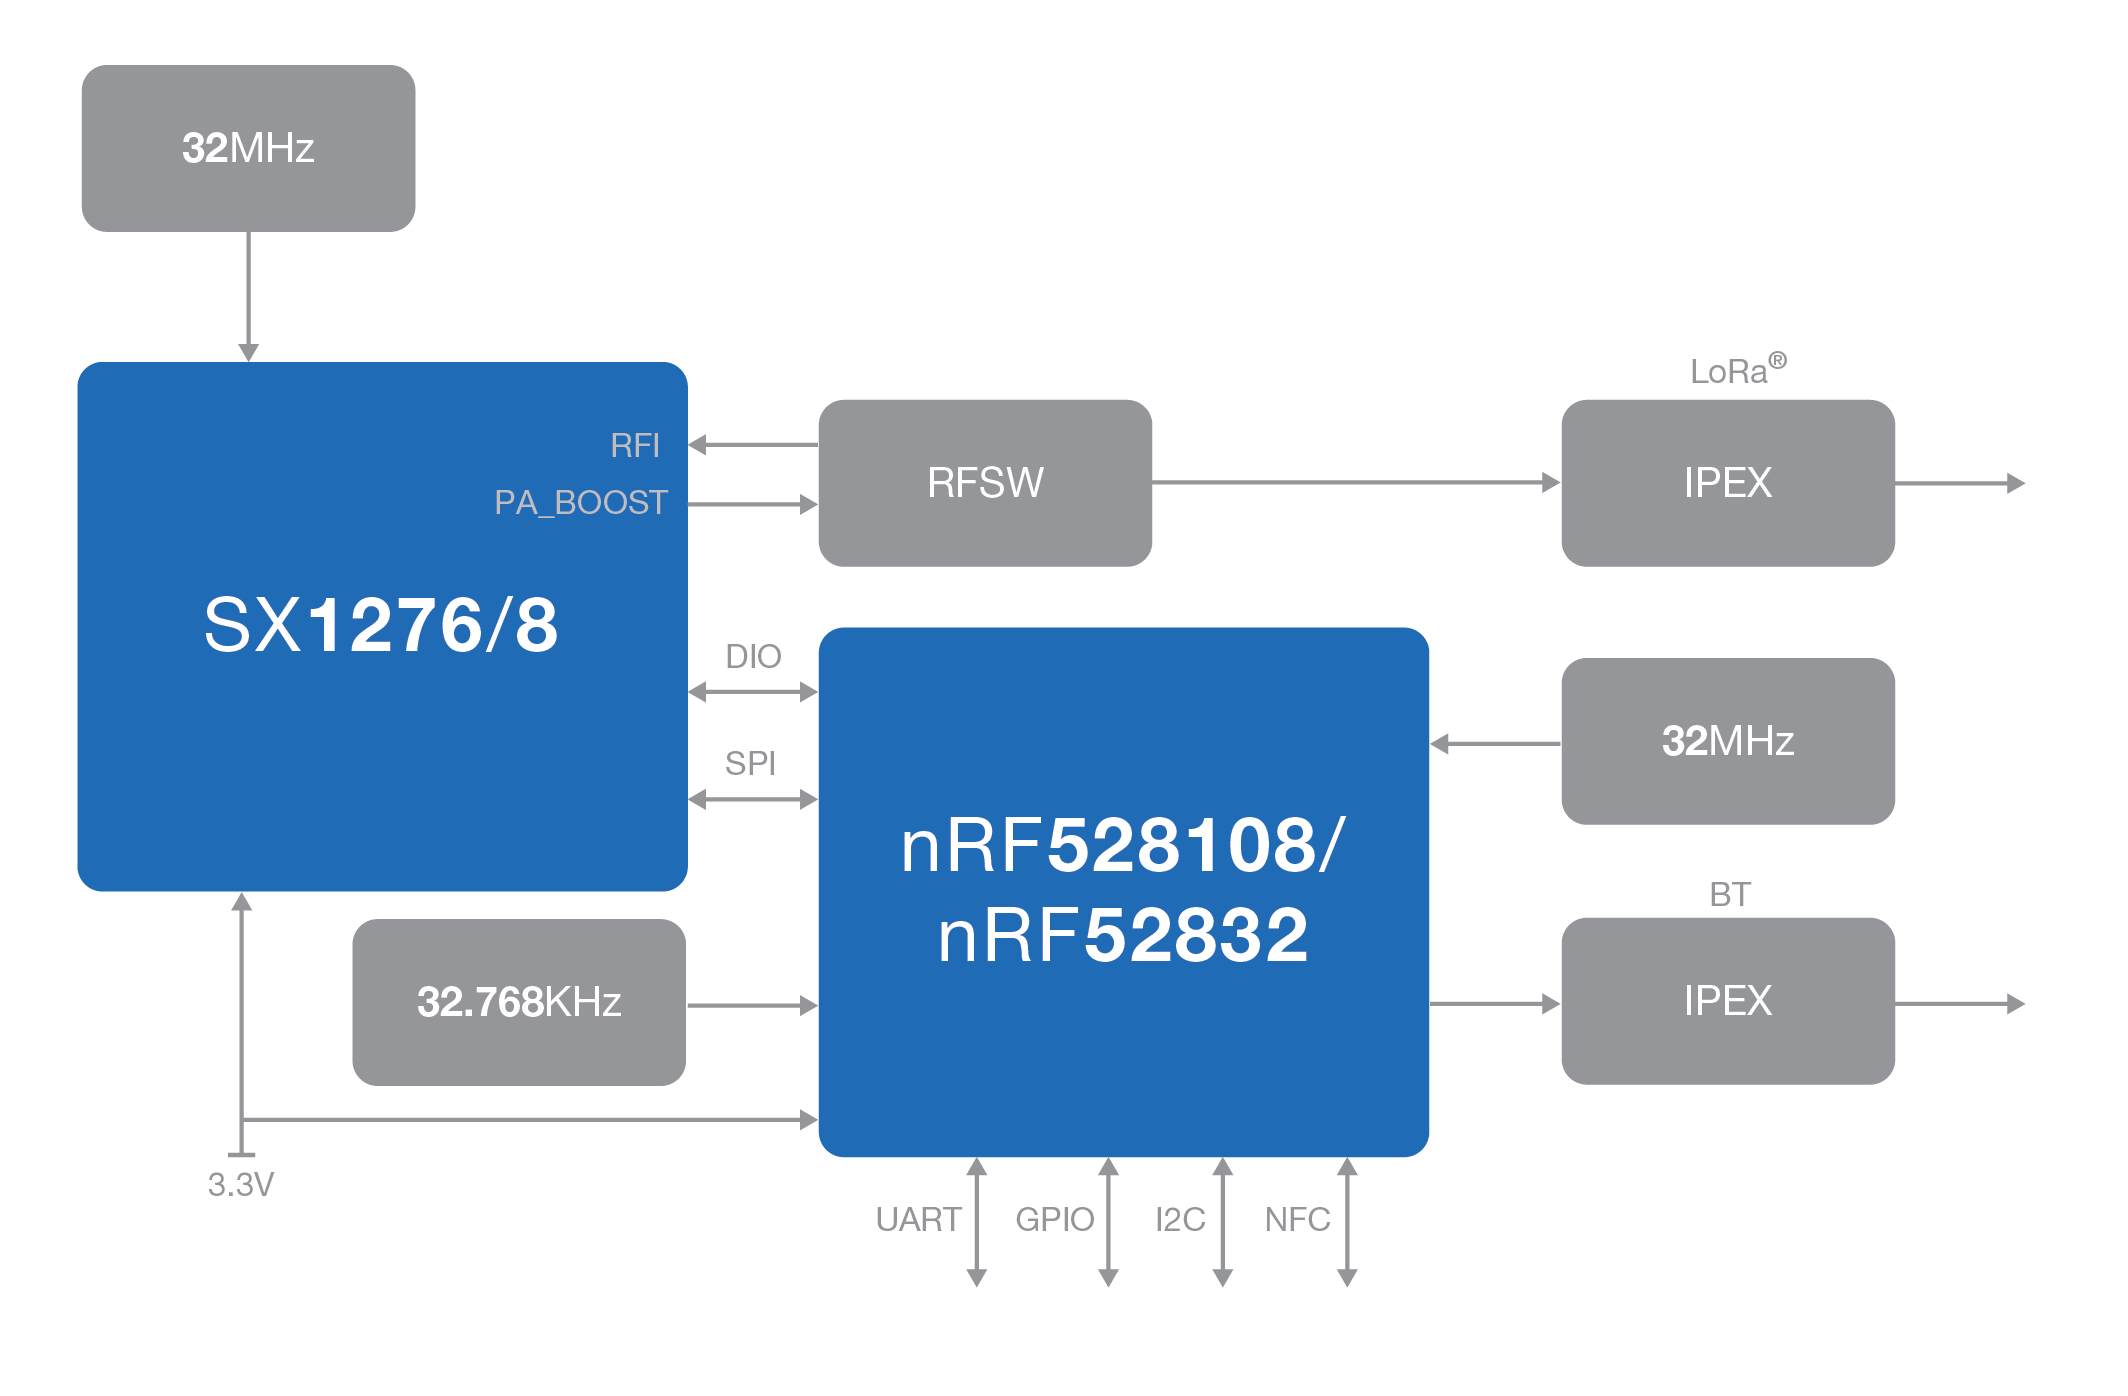 32MHz
LoRa®
RFI
PA_BOOST
RFSW
IPEX
SX1276/8
DIO
SPI
32MHz
nRF528108/
nRF52832
BT
32.768KHz
IPEX
3.3V
UART
GPIO
I2C
NFC